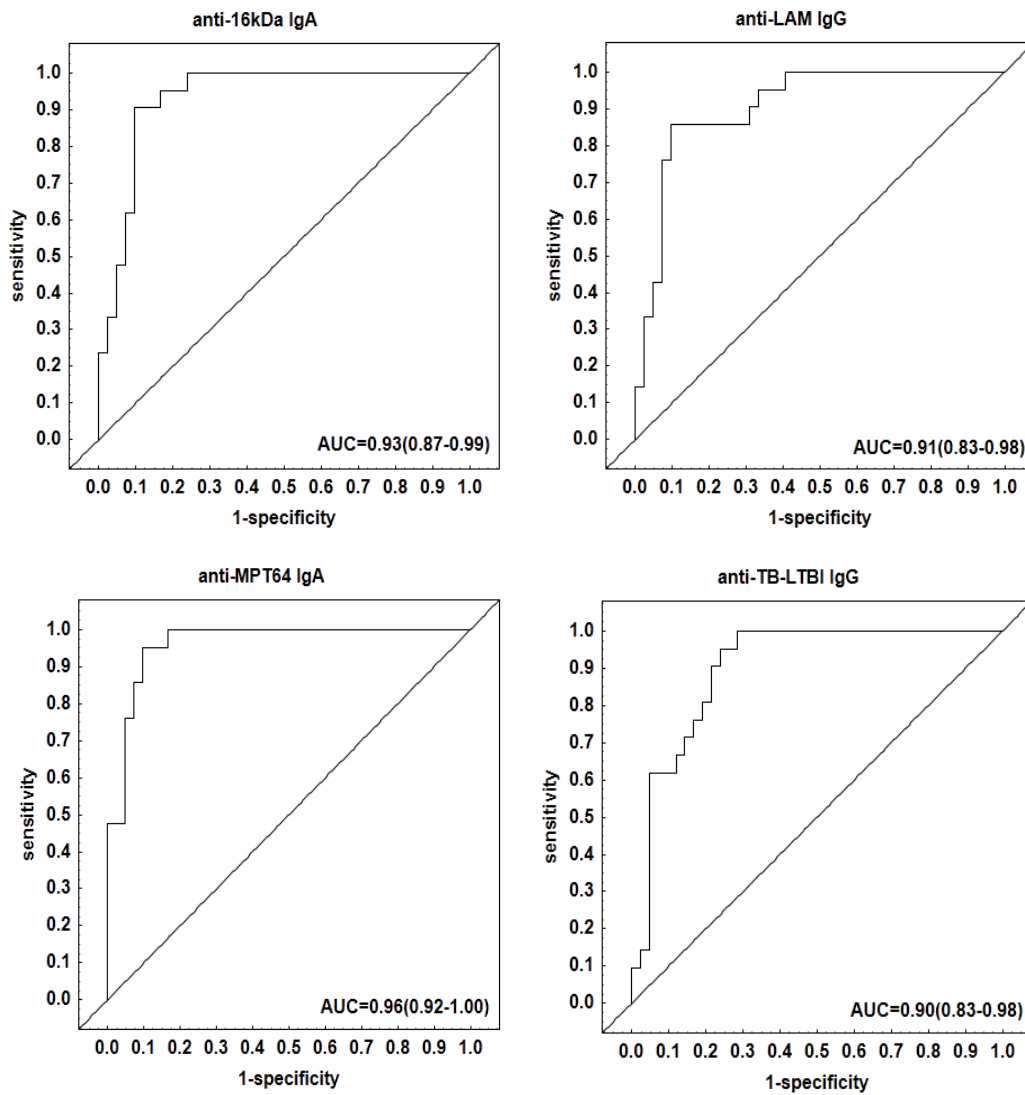 anti-16kDa IgA
1.0
0.9
0.8
0.7
0.6
0.5
0.4
0.3
0.2
0.1
0.0
sensitivity
AUC=0.93(0.87-0.99)
0.0 0.1 0.2 0.3 0.4 0.5 0.6 0.7 0.8 0.9 1.0
1-specificity
anti-LAM IgG
1.0
0.9
0.8
0.7
0.6
0.5
0.4
0.3
0.2
0.1
0.0
sensitivity
AUC=0.91(0.83-0.98)
0.0 0.1 0.2 0.3 0.4 0.5 0.6 0.7 0.8 0.9 1.0
1-specificity
anti-MPT64 IgA
1.0
0.9
0.8
0.7
0.6
0.5
0.4
0.3
0.2
0.1
0.0
sensitivity
AUC=0.96(0.92-1.00)
0.0 0.1 0.2 0.3 0.4 0.5 0.6 0.7 0.8 0.9 1.0
1-specificity
anti-TB-LTBI IgG
1.0
0.9
0.8
0.7
0.6
0.5
0.4
0.3
0.2
0.1
0.0
sensitivity
AUC=0.90(0.83-0.98)
0.0 0.1 0.2 0.3 0.4 0.5 0.6 0.7 0.8 0.9 1.0
1-specificity